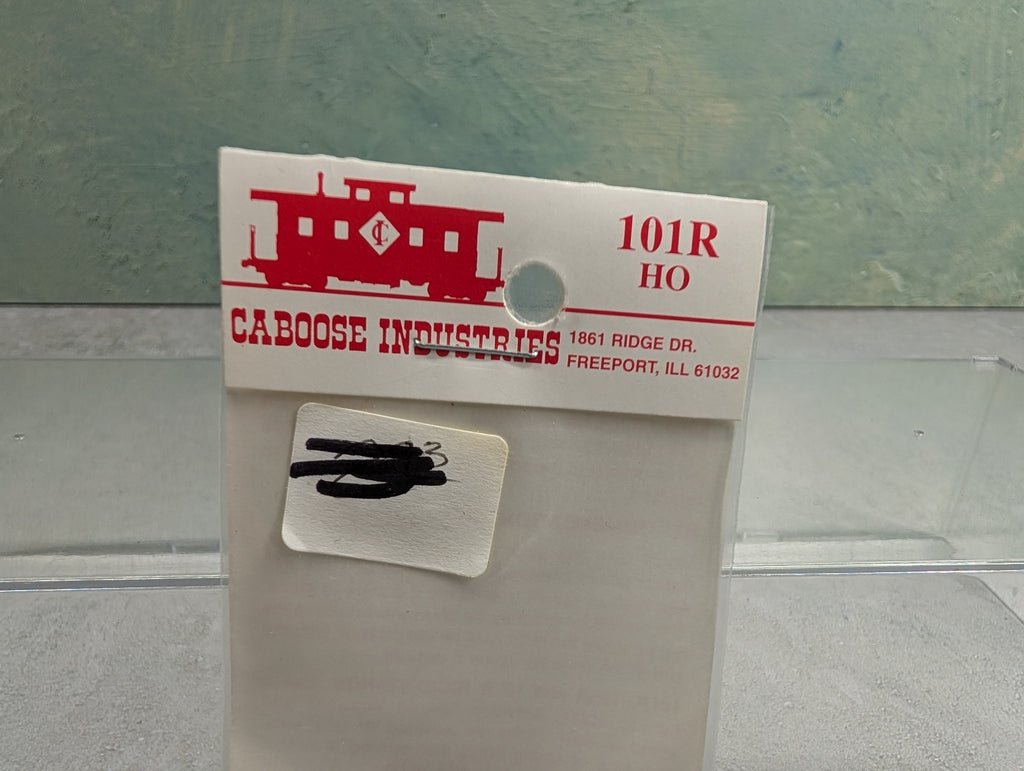 101R
HO
CABOOSE INDUSTRIES
1861 RIDGE DR.
FREEPORT, ILL 61032